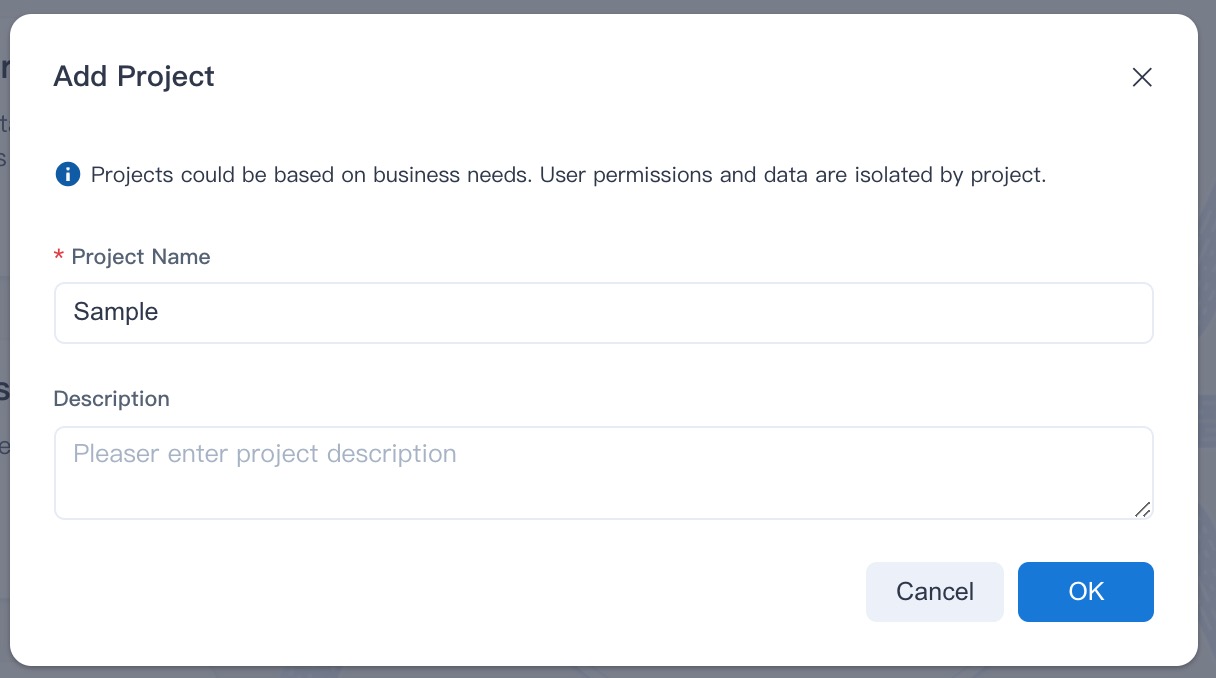 Add Project
Projects could be based on business needs. User permissions and data are isolated by project.
* Project Name
Sample
Description
Pleaser enter project description
Cancel
OK